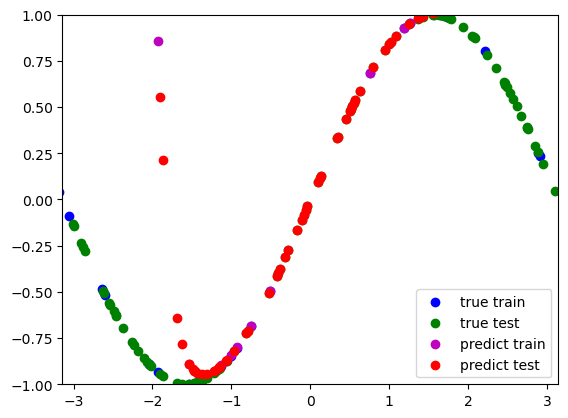 1.00
0.75
0.50
0.25
0.00
−0.25
−0.50
−0.75
−1.00
−3 −2 −1 0 1 2 3
true train
true test
predict train
predict test